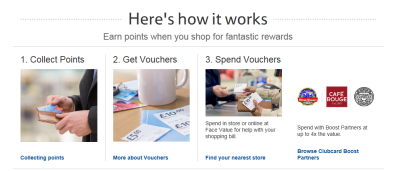 Here's how it works
Earn points when you shop for fantastic rewards
1. Collect Points
Collecting points
2. Get Vouchers
£5.00
More about Vouchers
3. Spend Vouchers
Spend in store or online at
Face Value for help with your
shopping bill.
Find your nearest store
CAFÉ
ROUGE
Spend with Boost Partners at
up to 4x the value.
Browse Clubcard Boost
Partners